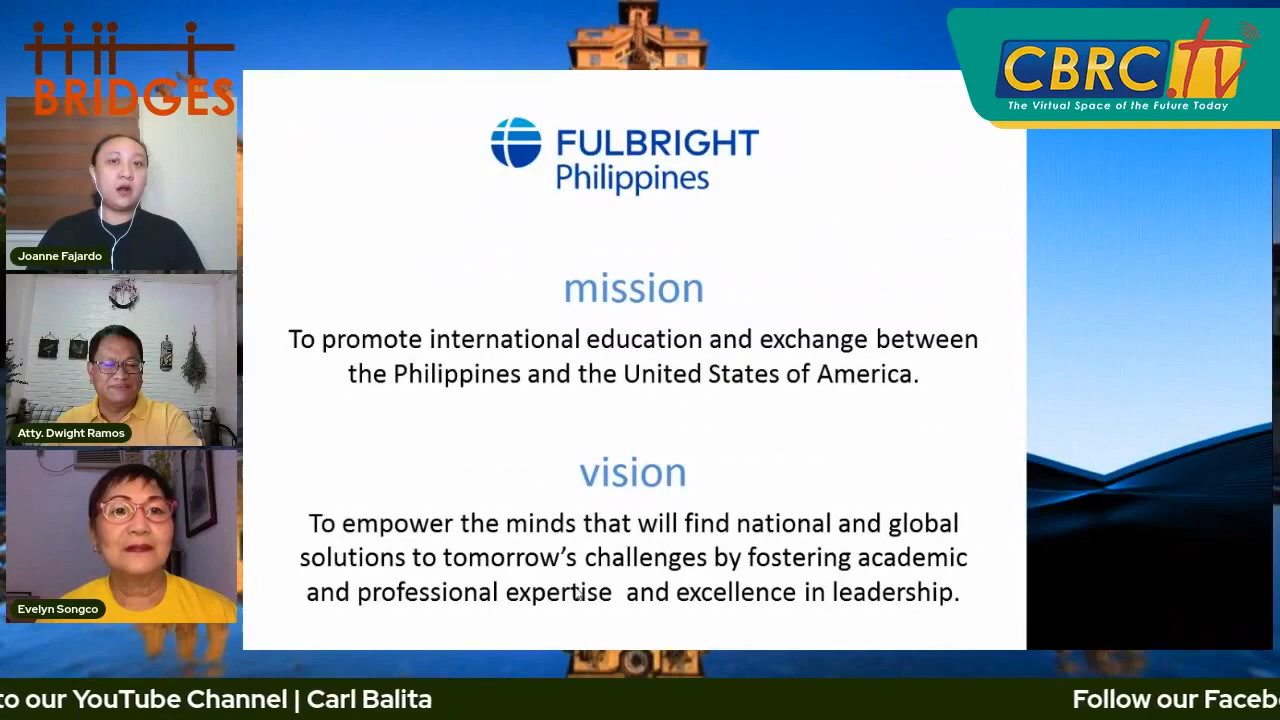 BRIDGES
CBRC.tv
The Virtual Space of the Future Today
Joanne Fajardo
Atty. Dwight Ramos
Evelyn Songco
FULBRIGHT
Philippines
mission
To promote international education and exchange between
the Philippines and the United States of America.
vision
To empower the minds that will find national and global
solutions to tomorrow's challenges by fostering academic
and professional expertise and excellence in leadership.
to our YouTube Channel | Carl Balita
Follow our Facebo